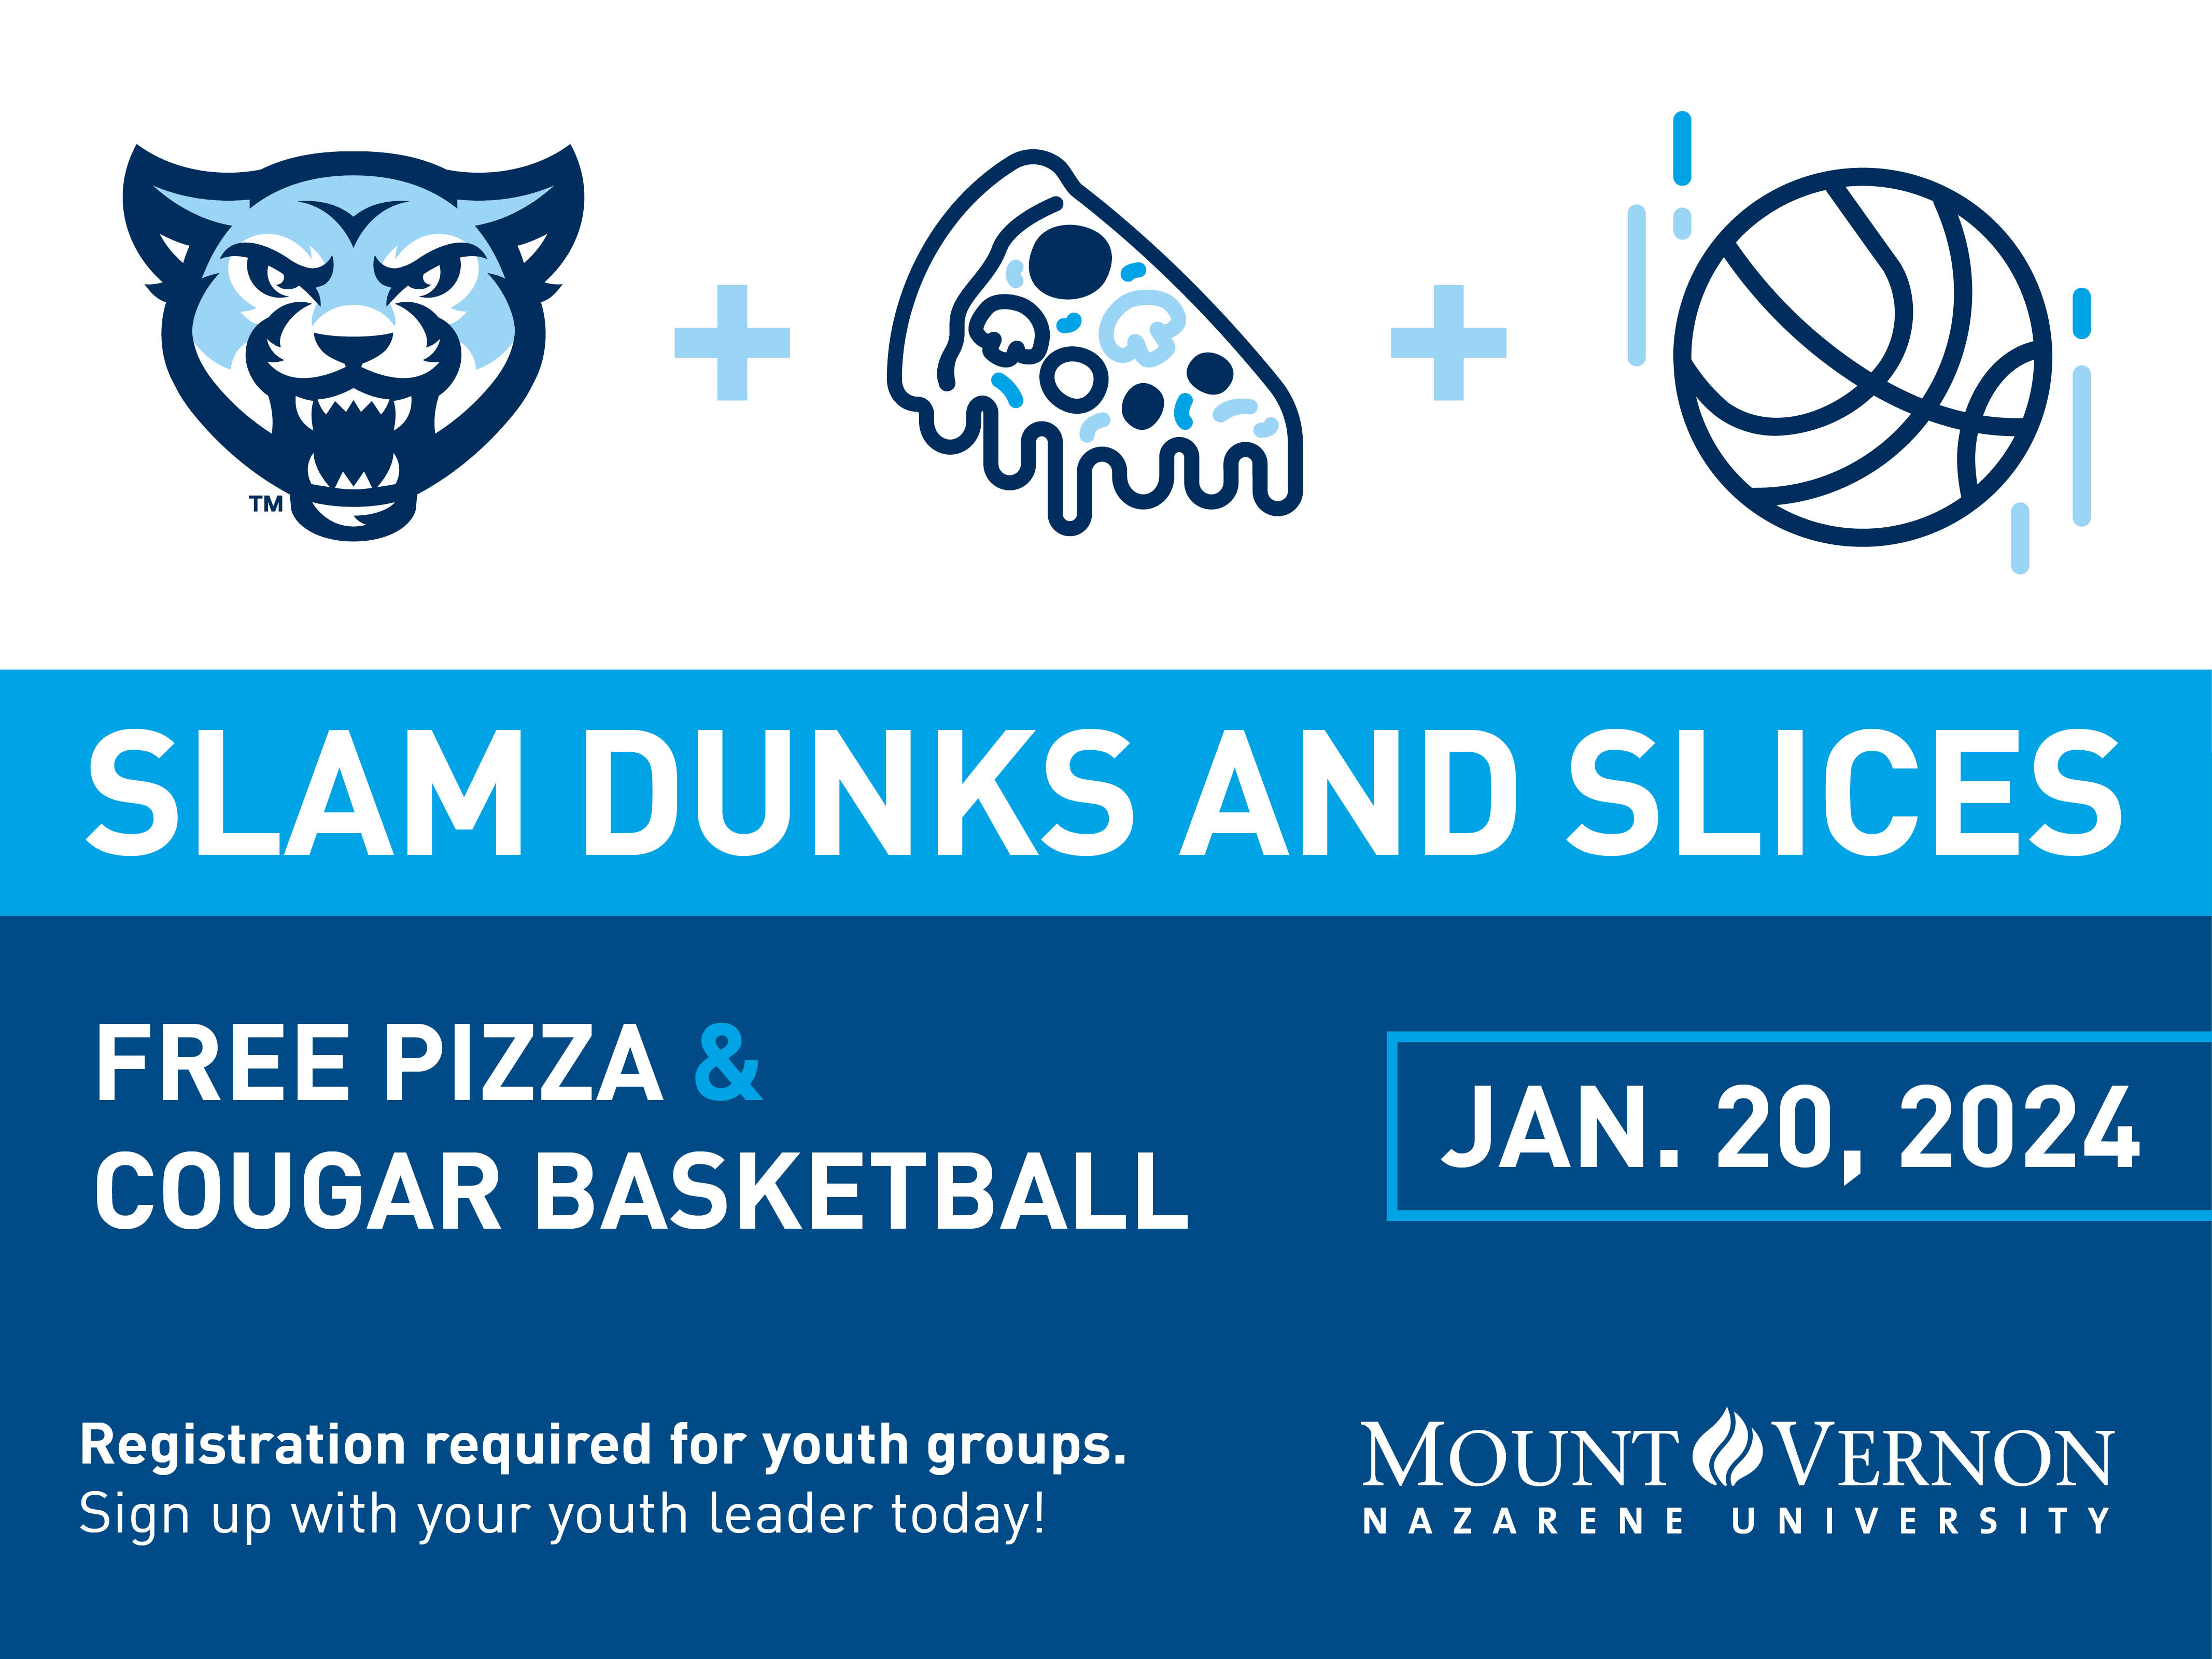 TM
SLAM DUNKS AND SLICES
FREE PIZZA &
COUGAR BASKETBALL
JAN. 20, 2024
Registration required for youth groups.
Sign up with your youth leader today!
MOUNT VERNON
NAZARENE UNIVERSITY